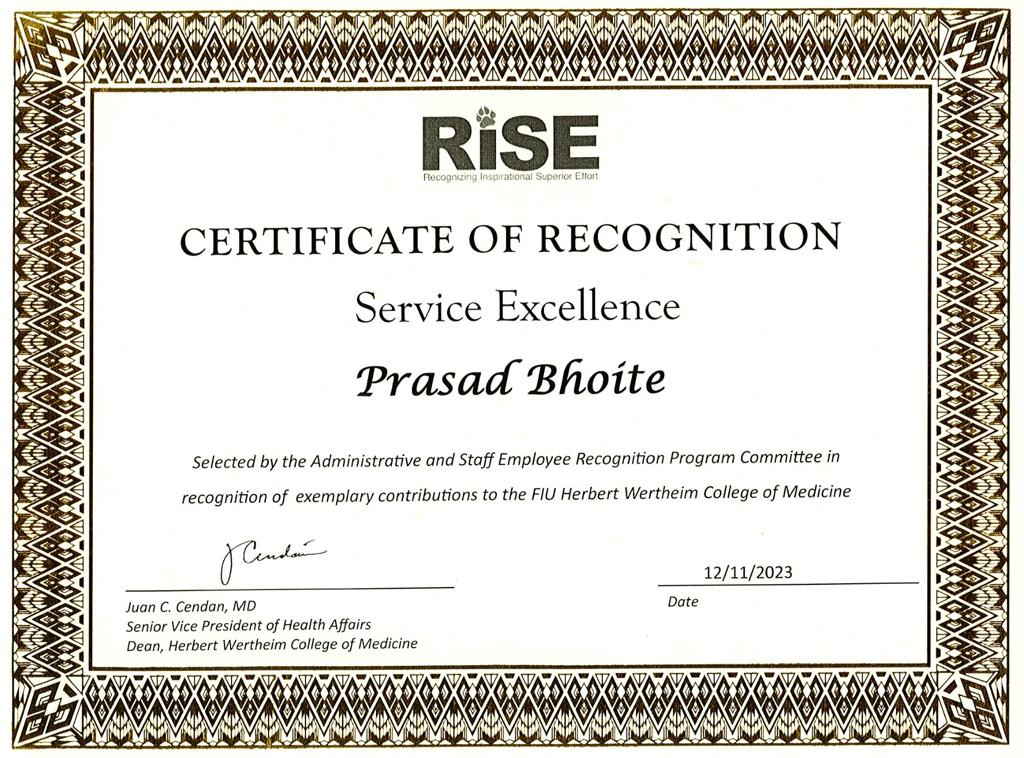 RiSE
Recognizing Inspirational Superior Effort
CERTIFICATE OF RECOGNITION
Service Excellence
Prasad Bhoite
Selected by the Administrative and Staff Employee Recognition Program Committee in
recognition of exemplary contributions to the FIU Herbert Wertheim College of Medicine
J Cendan
12/11/2023
Juan C. Cendan, MD
Date
Senior Vice President of Health Affairs
Dean, Herbert Wertheim College of Medicine